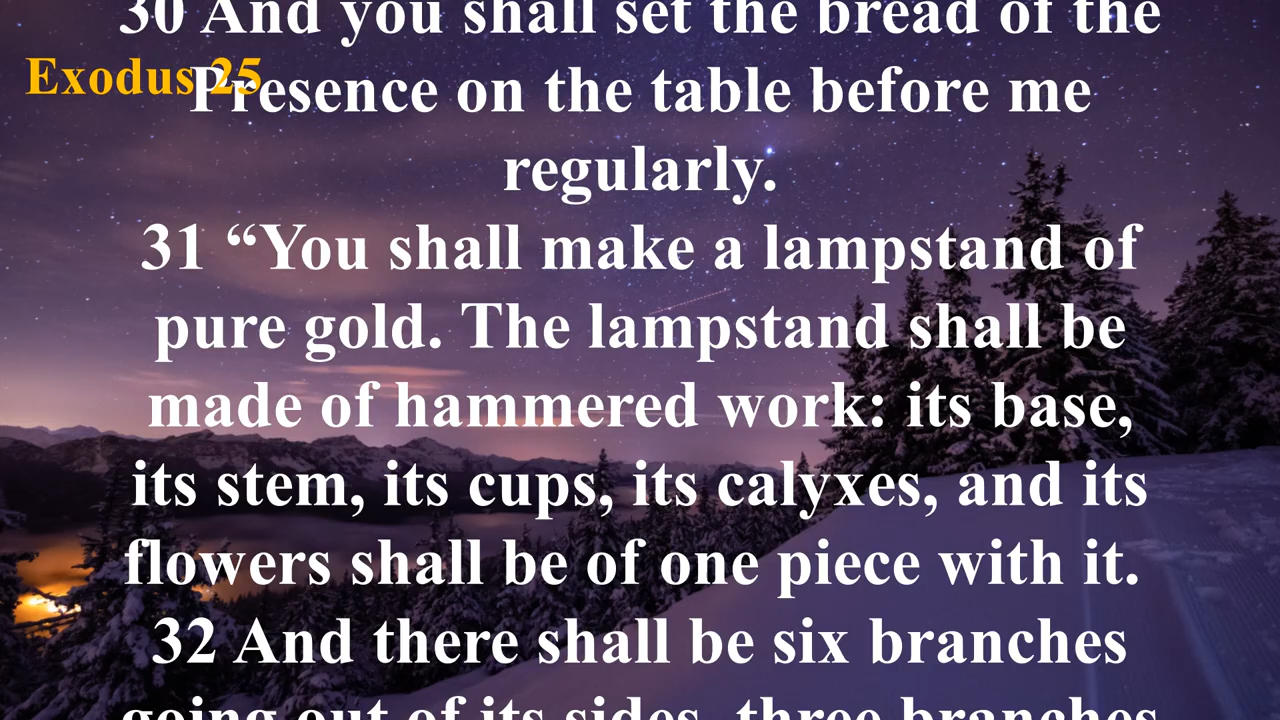 30 And you shall set the bread of the
Exodus 25
Presence on the table before me
regularly.
31 “You shall make a lampstand of
pure gold. The lampstand shall be
made of hammered work: its base,
its stem, its cups, its calyxes, and its
flowers shall be of one piece with it.
32 And there shall be six branches
going out of its sides, three branches